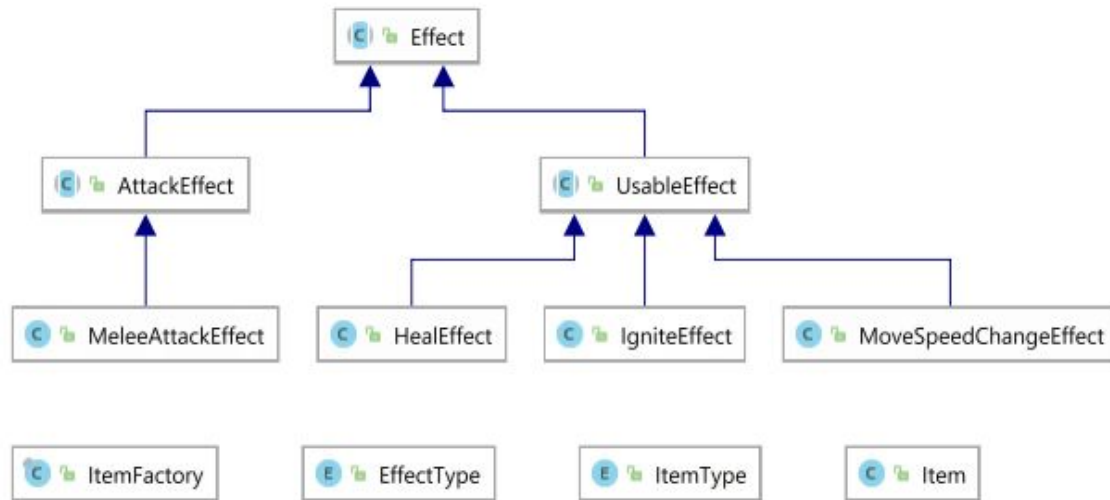 C Effect
C AttackEffect
C UsableEffect
C MeleeAttackEffect
C HealEffect
C IgniteEffect
C MoveSpeedChangeEffect
C ItemFactory
E EffectType
E ItemType
C Item